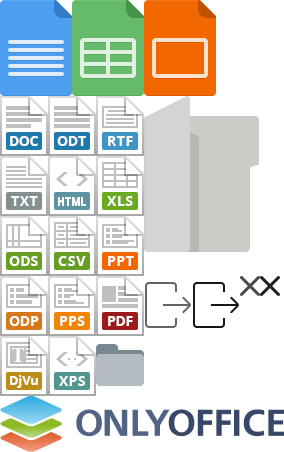 DOC ODT RTF
TXT HTML XLS
ODS CSV PPT
ODP PPS PDF
DjVu XPS
ONLYOFFICE